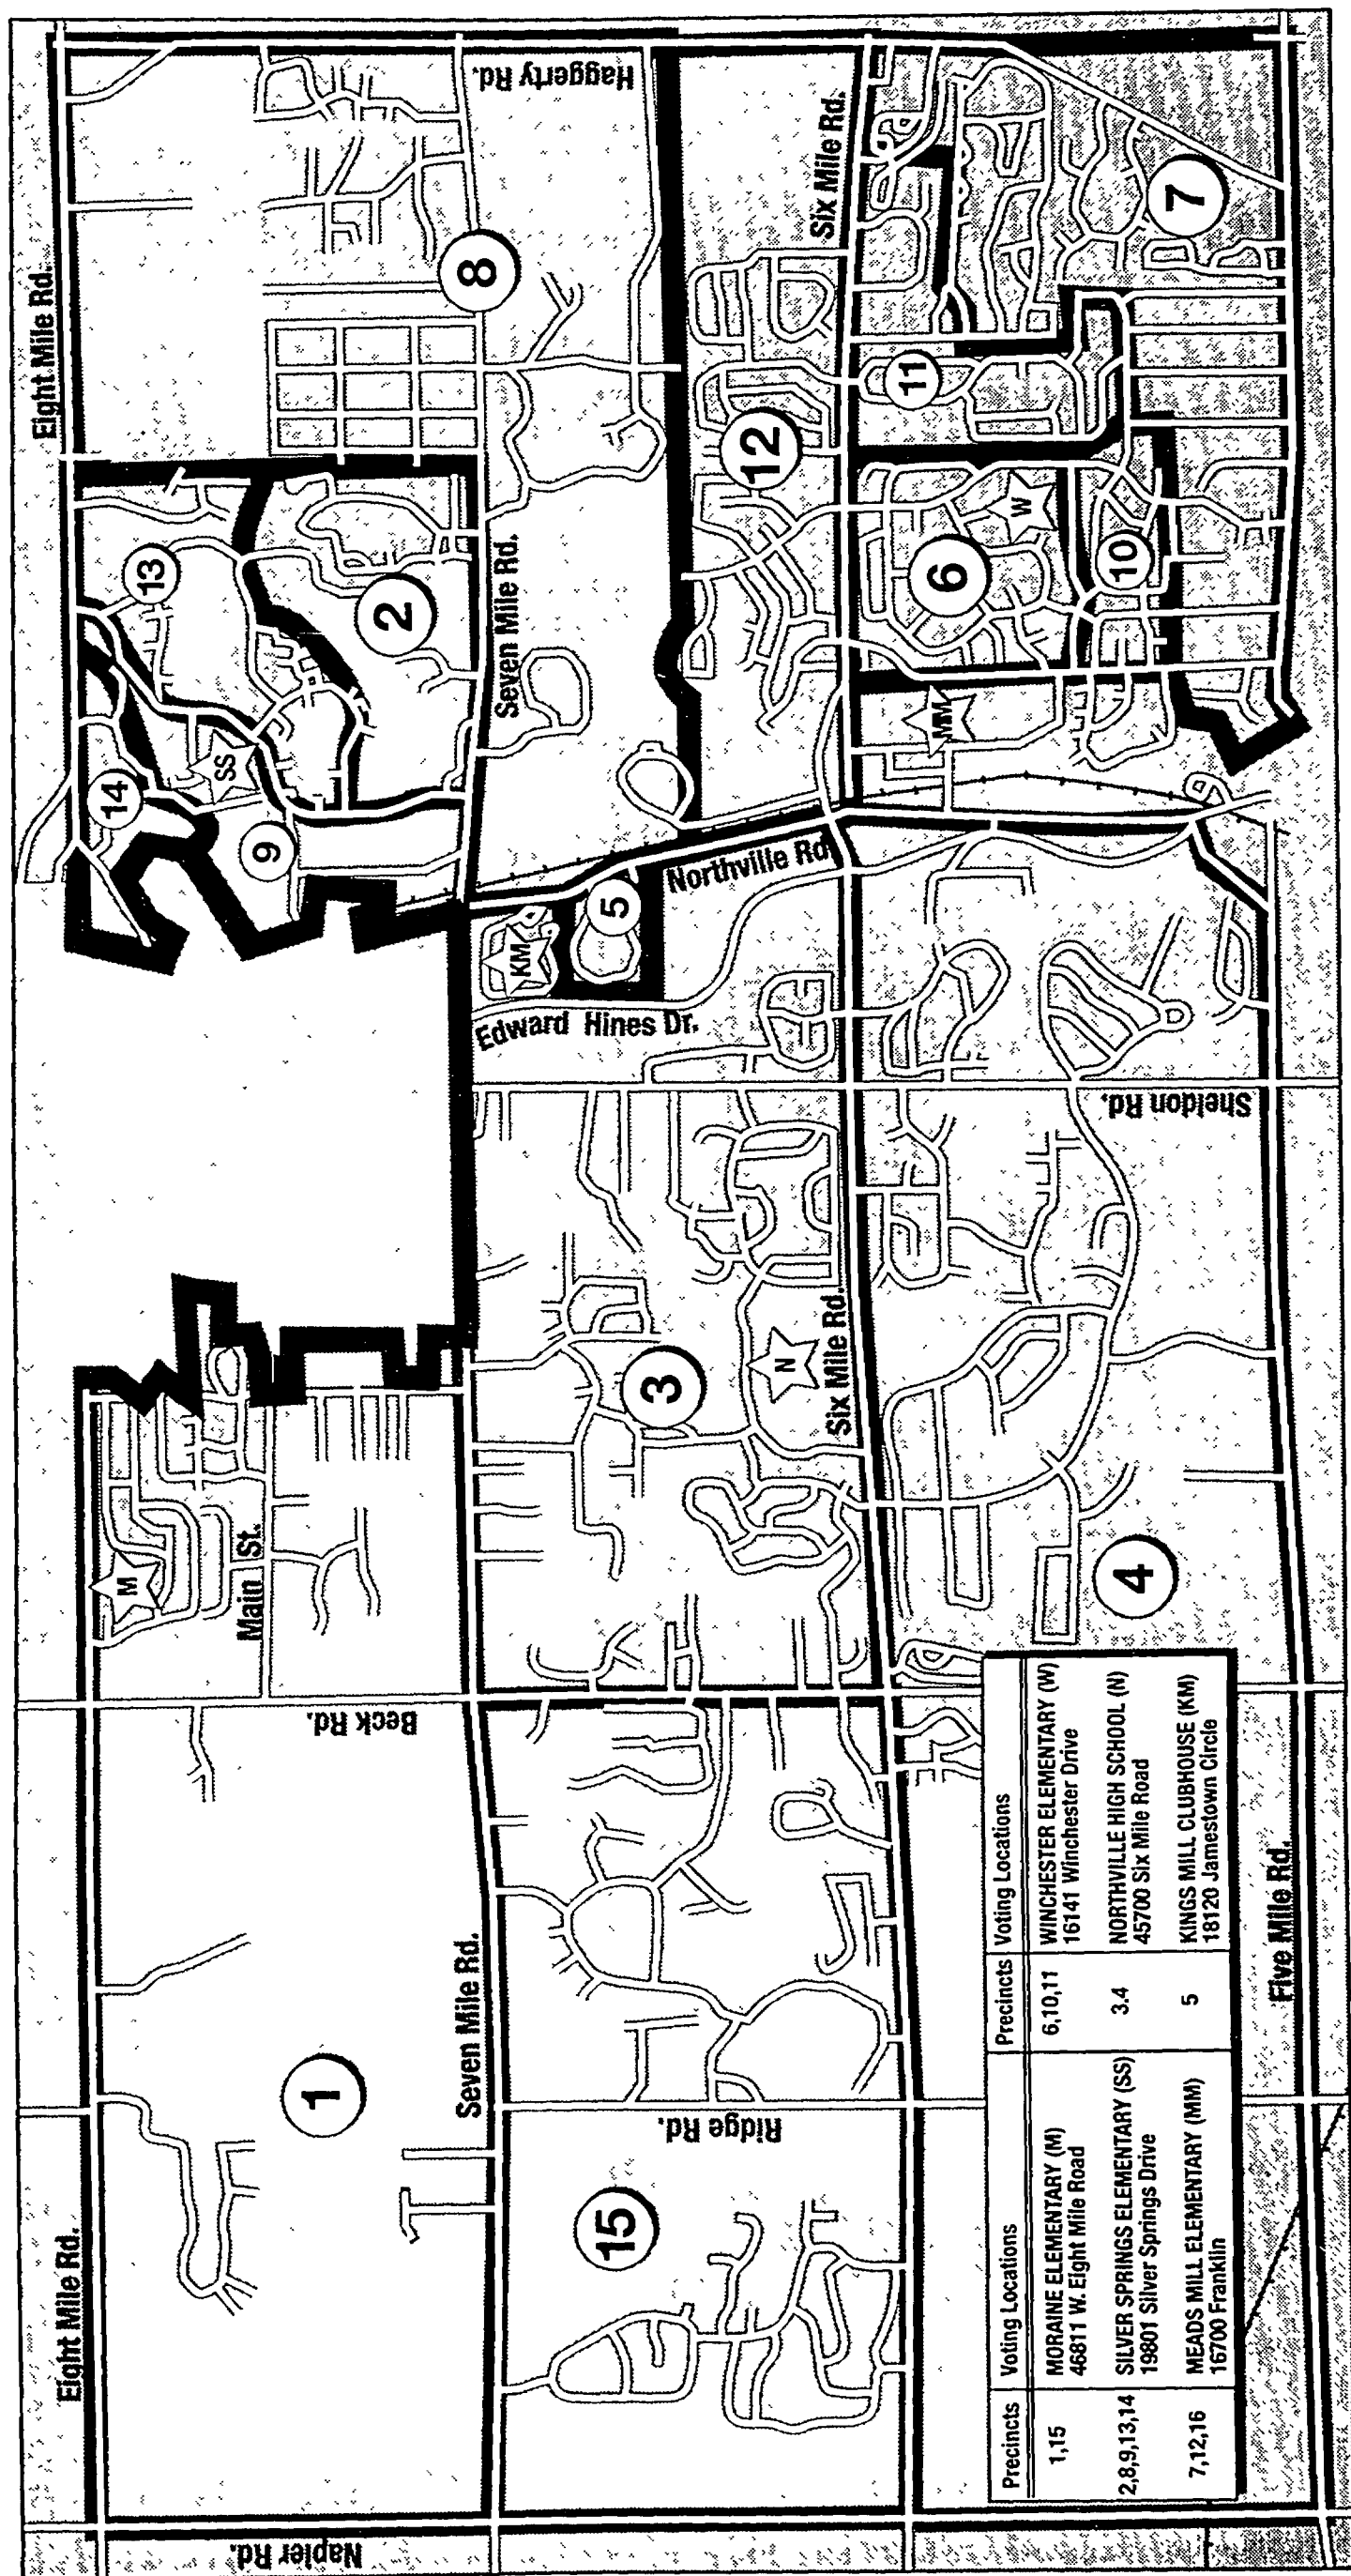 Eight Mile Rd.
Eight Mile Rd.
Haggerty Rd.
Napier Rd.
Ridge Rd.
Beck Rd.
Main St.
Sheldon Rd.
Seven Mile Rd.
Seven Mile Rd.
Edward Hines Dr.
Northville Rd
Six Mile Rd.
Six Mile Rd.
Five Mile Rd.
1
15
3
4
5
14
9
13
2
8
12
6
10
11
7
M
SS
KM
N
MM
W
Precincts Voting Locations Precincts Voting Locations
1,15 MORAINE ELEMENTARY (M) 6,10,11 WINCHESTER ELEMENTARY (W)
46811 W. Eight Mile Road 16141 Winchester Drive
2,8,9,13,14 SILVER SPRINGS ELEMENTARY (SS) 3.4 NORTHVILLE HIGH SCHOOL (N)
19801 Silver Springs Drive 45700 Six Mile Road
7,12,16 MEADS MILL ELEMENTARY (MM) 5 KINGS MILL CLUBHOUSE (KM)
16700 Franklin 18120 Jamestown Circle